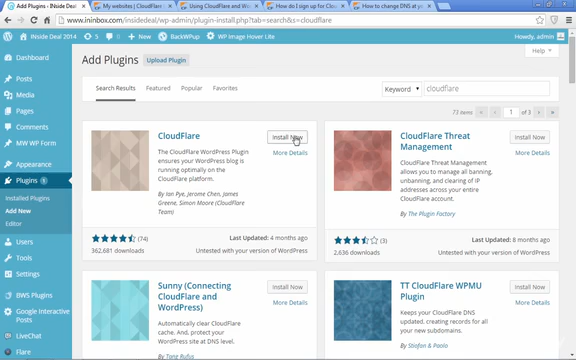 Add Plugins ‹ INside Deal
My websites | CloudFlare
Using CloudFlare and Wo
How do I sign up for Clou
How to change DNS at
www.ininbox.com/insidedeal/wp-admin/plugin-install.php?tab=search&s=cloudflare
INside Deal 2014
5
0
New
BackWPup
WP Image Hover Lite
Howdy, admin
Help
Dashboard
Posts
Media
Pages
Comments
MW WP Form
Appearance
Plugins 1
Installed Plugins
Add New
Editor
Users
Tools
Settings
BWS Plugins
Google Interactive
Posts
LiveChat
Flare
Add Plugins
Upload Plugin
Search Results
Featured
Popular
Favorites
Keyword
cloudflare
72 items
«
‹
1
of 3
›
»
CloudFlare
Install Now
More Details
The CloudFlare WordPress Plugin
ensures your WordPress blog is
running optimally on the
CloudFlare platform.
By Ian Pye, Jerome Chen, James
Greene, Simon Moore (CloudFlare
Team)
(74)
362,681 downloads
Last Updated: 4 months ago
Untested with your version of WordPress
CloudFlare Threat
Management
Install Now
More Details
CloudFlare Threat Management
allows you to manage all banning,
unbanning, and clearing of IP
addresses across your entire
CloudFlare account.
By The Plugin Factory
(3)
2,636 downloads
Last Updated: 8 months ago
Untested with your version of WordPress
Sunny (Connecting
CloudFlare and
WordPress)
Install Now
More Details
Automatically clear CloudFlare
cache. And, protect your
WordPress site at DNS level.
By Tang Rufus
TT CloudFlare WPMU
Plugin
Install Now
More Details
Keeps your CloudFlare DNS
updated, creating records for all
your new subdomains.
By Stiofan & Paolo